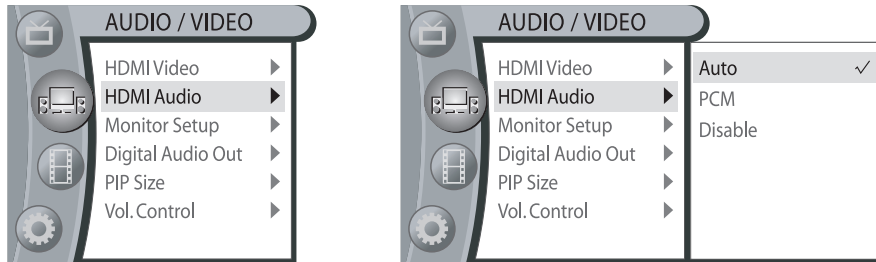 AUDIO / VIDEO
HDMI Video
HDMI Audio
Monitor Setup
Digital Audio Out
PIP Size
Vol. Control
AUDIO / VIDEO
HDMI Video
HDMI Audio
Monitor Setup
Digital Audio Out
PIP Size
Vol. Control
Auto
PCM
Disable